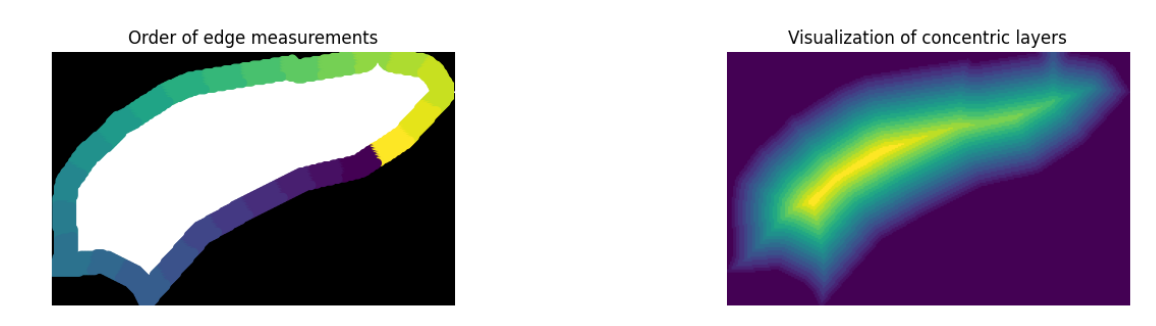 Order of edge measurements
Visualization of concentric layers